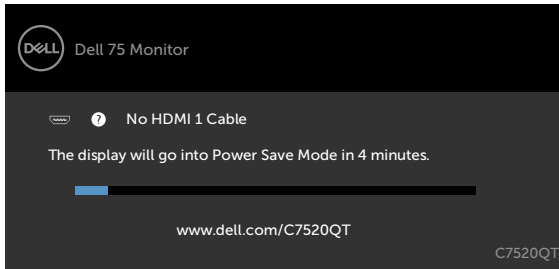 DELL
Dell 75 Monitor
? No HDMI 1 Cable
The display will go into Power Save Mode in 4 minutes.
www.dell.com/C7520QT
C7520QT